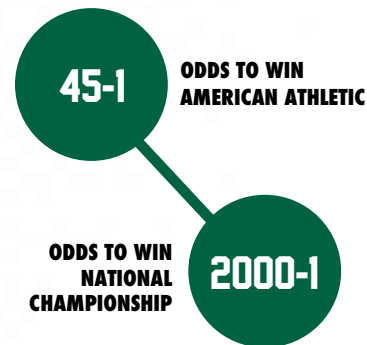 45-1
ODDS TO WIN
AMERICAN ATHLETIC
ODDS TO WIN
NATIONAL
CHAMPIONSHIP
2000-1